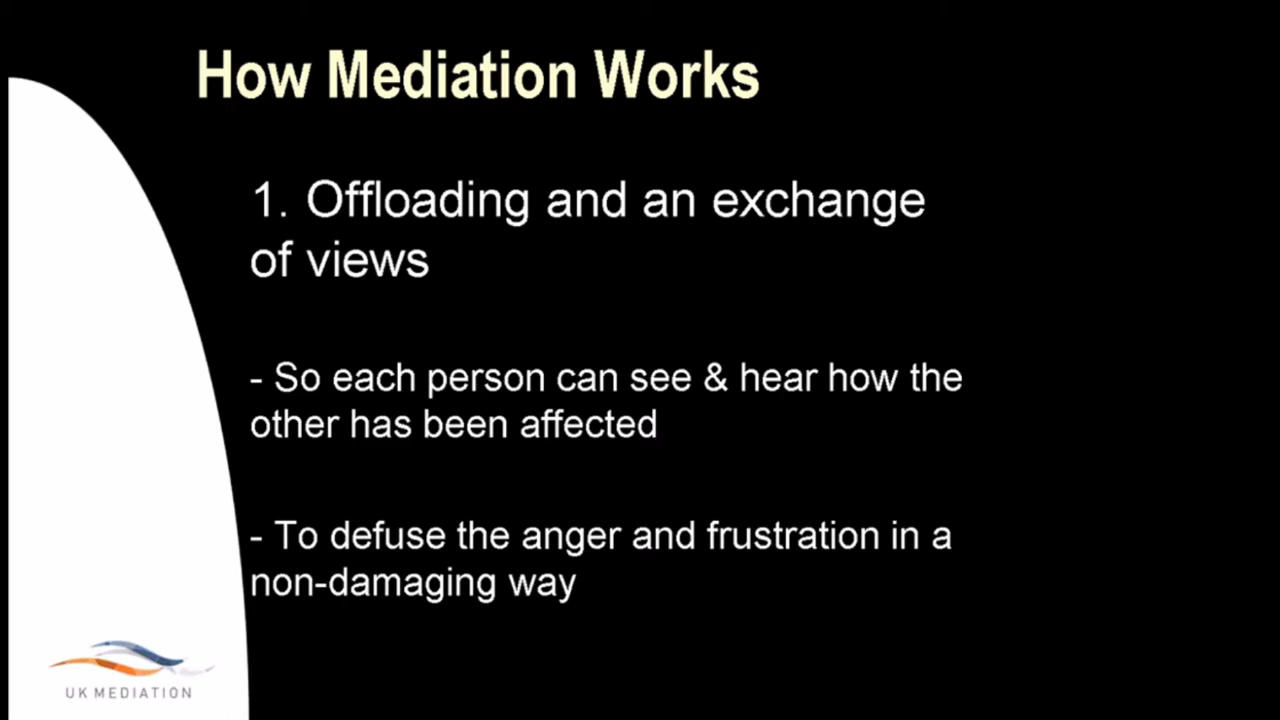 How Mediation Works
1. Offloading and an exchange
of views
- So each person can see & hear how the
other has been affected
- To defuse the anger and frustration in a
non-damaging way
UK MEDIATION